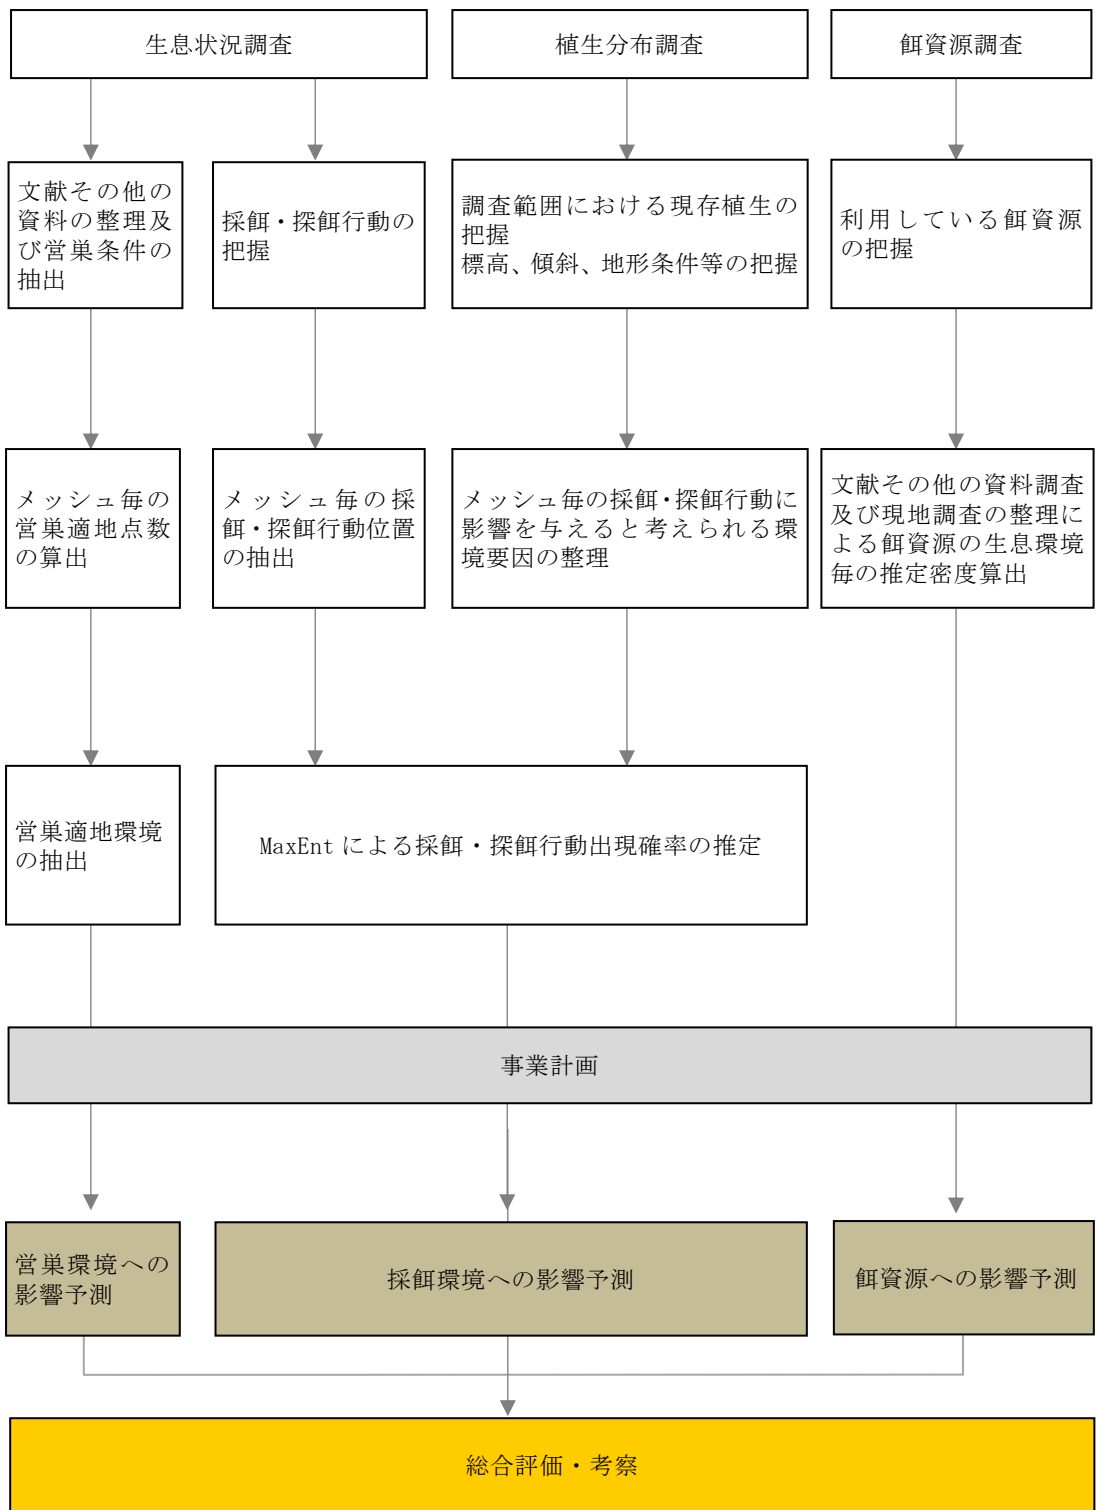 生息状況調査
植生分布調査
餌資源調査
文献その他の
資料の整理及
び営巣条件の
抽出
採餌・探餌行動の
把握
調査範囲における現存植生の
把握
標高、傾斜、地形条件等の把握
利用している餌資源
の把握
メッシュ毎の
営巣適地点数
の算出
メッシュ毎の採
餌・探餌行動位置
の抽出
メッシュ毎の採餌・探餌行動に
影響を与えると考えられる環
境要因の整理
文献その他の資料調査
及び現地調査の整理に
よる餌資源の生息環境
毎の推定密度算出
営巣適地環境
の抽出
MaxEnt による採餌・探餌行動出現確率の推定
事業計画
営巣環境への
影響予測
採餌環境への影響予測
餌資源への影響予測
総合評価・考察